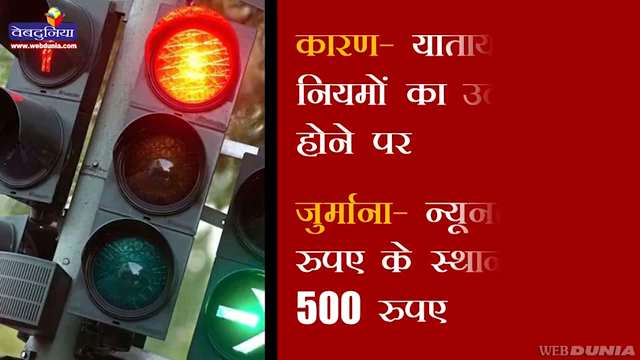 वेबदुनिया
www.webdunia.com
कारण-
नियमों का
होने पर
जुर्माना-
रुपए के
500 रुपए
WEBDUNIA